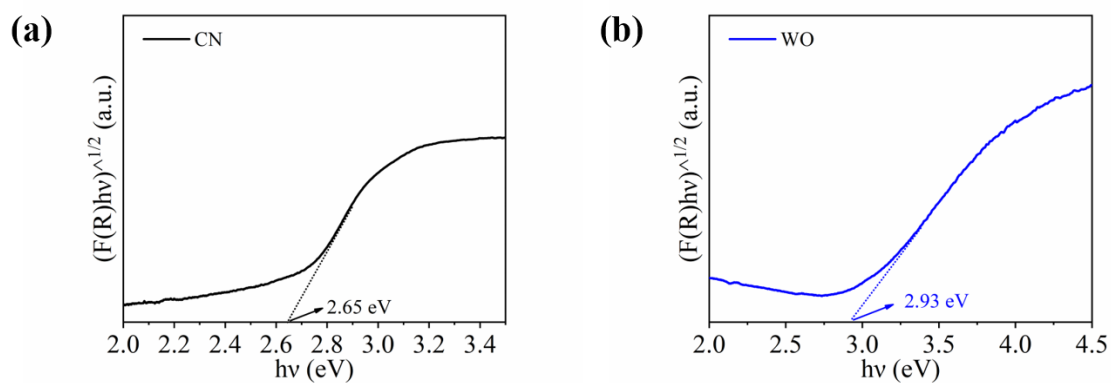 (a)
CN
(F(R)hν)^1/2 (a.u.)
2.65 eV
2.0 2.2 2.4 2.6 2.8 3.0 3.2 3.4
hν (eV)
(b)
WO
(F(R)hν)^1/2 (a.u.)
2.93 eV
2.0 2.5 3.0 3.5 4.0 4.5
hν (eV)